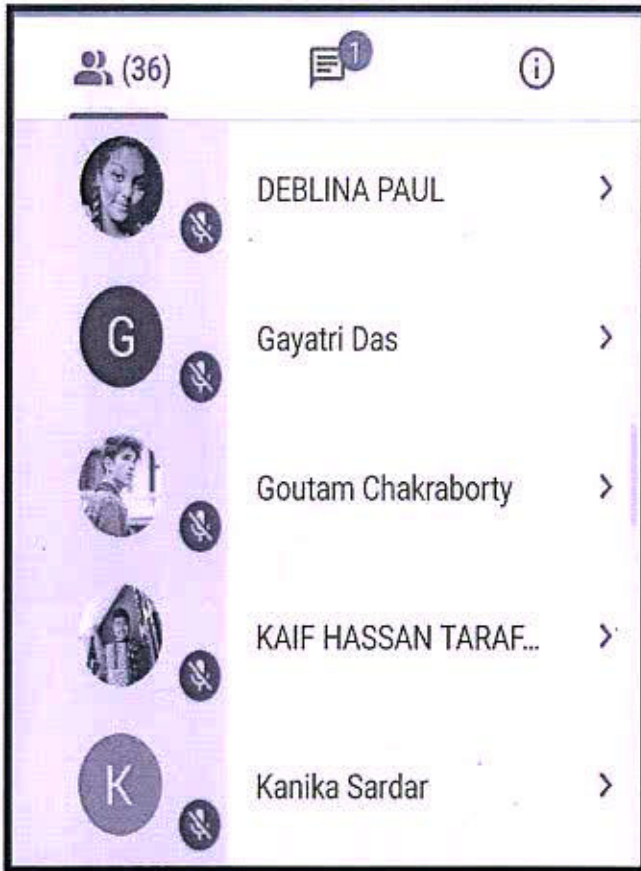 (36) 1
DEBLINA PAUL
G Gayatri Das
Goutam Chakraborty
KAIF HASSAN TARAF...
K Kanika Sardar